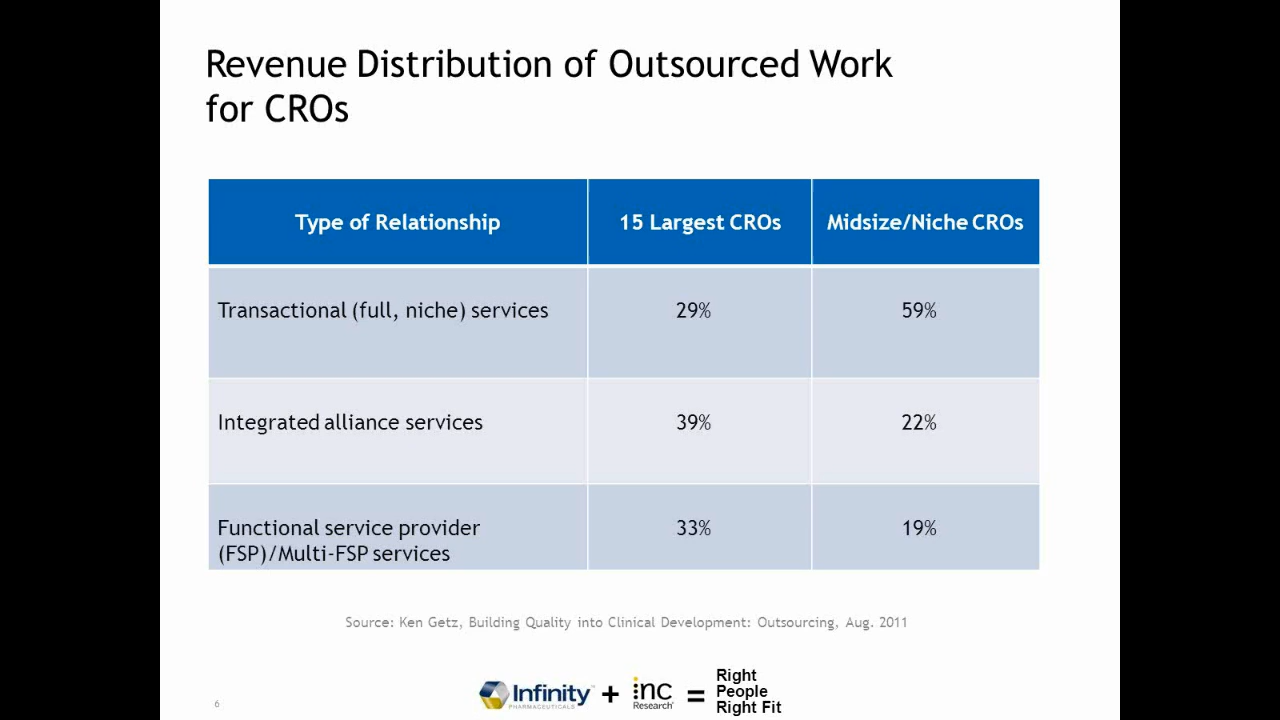 Revenue Distribution of Outsourced Work
for CROs
Type of Relationship 15 Largest CROs Midsize/Niche CROs
Transactional (full, niche) services 29% 59%
Integrated alliance services 39% 22%
Functional service provider 33% 19%
(FSP)/Multi-FSP services
Source: Ken Getz, Building Quality into Clinical Development: Outsourcing, Aug. 2011
6
Infinity™ + inc = Right
PHARMACEUTICALS Research® People
Right Fit